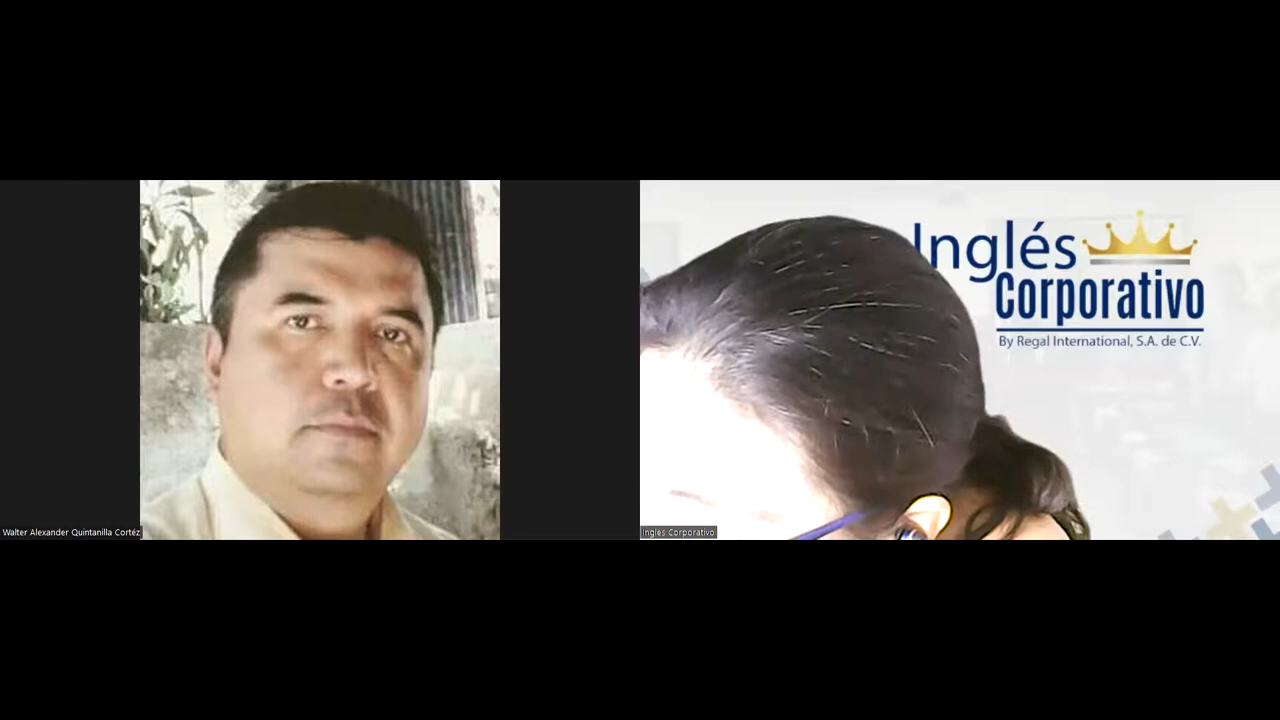 Inglés
Corporativo
By Regal International, S.A. de C.V.
Walter Alexander Quintanilla Cortéz
Inglés Corporativo